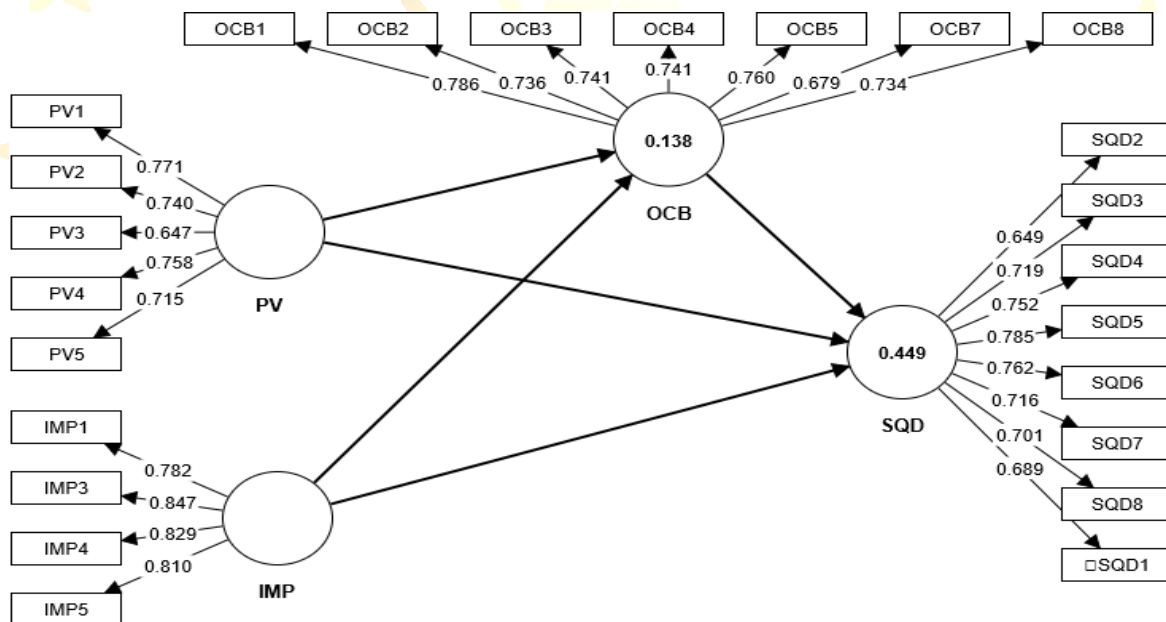 OCB1
OCB2
OCB3
OCB4
OCB5
OCB7
OCB8
0.786
0.736
0.741
0.741
0.760
0.679
0.734
0.138
OCB
PV1
PV2
PV3
PV4
PV5
0.771
0.740
0.647
0.758
0.715
PV
IMP1
IMP3
IMP4
IMP5
0.782
0.847
0.829
0.810
IMP
0.449
SQD
0.649
0.719
0.752
0.785
0.762
0.716
0.701
0.689
SQD2
SQD3
SQD4
SQD5
SQD6
SQD7
SQD8
□SQD1